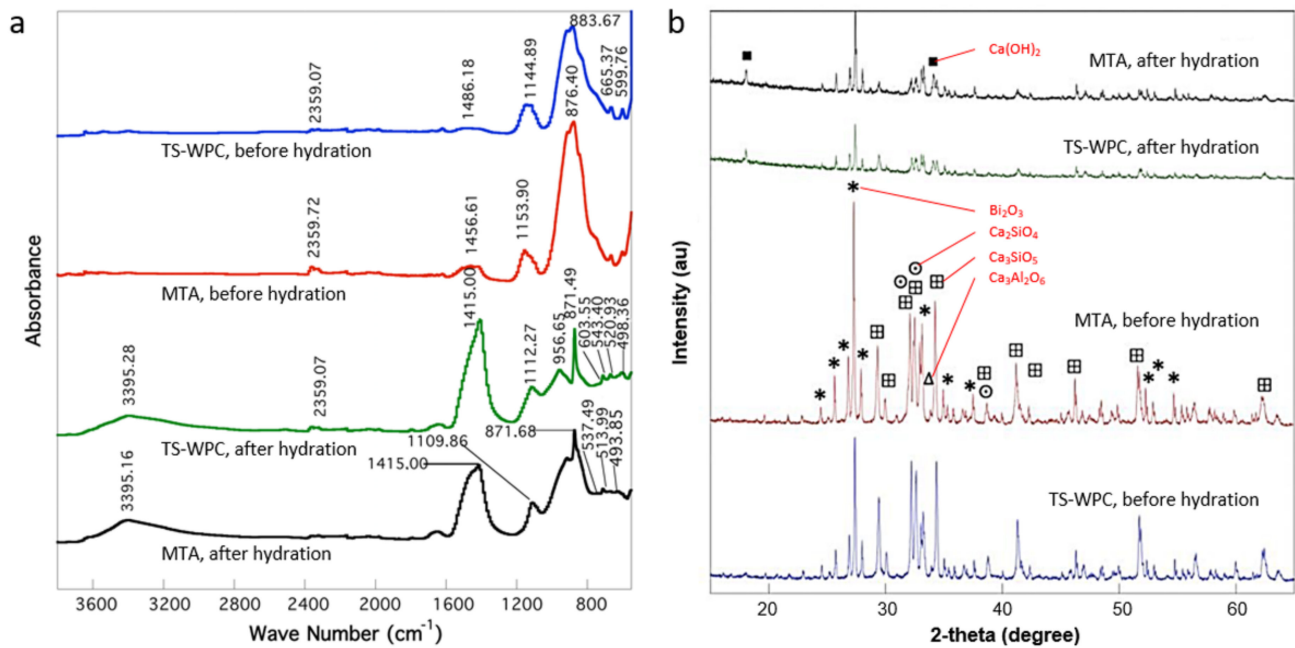 a
883.67
2359.07
1486.18
1144.89
876.40
665.37
599.76
TS-WPC, before hydration
2359.72
1456.61
1153.90
MTA, before hydration
1415.00
871.49
3395.28
2359.07
1112.27
956.65
603.55
543.40
520.93
498.36
TS-WPC, after hydration
1109.86
871.68
3395.16
1415.00
537.49
513.99
493.85
MTA, after hydration
Absorbance
3600 3200 2800 2400 2000 1600 1200 800
Wave Number (cm⁻¹)
b
Ca(OH)₂
MTA, after hydration
TS-WPC, after hydration
Bi₂O₃
Ca₂SiO₄
Ca₃SiO₅
Ca₃Al₂O₆
MTA, before hydration
TS-WPC, before hydration
Intensity (au)
20 30 40 50 60
2-theta (degree)